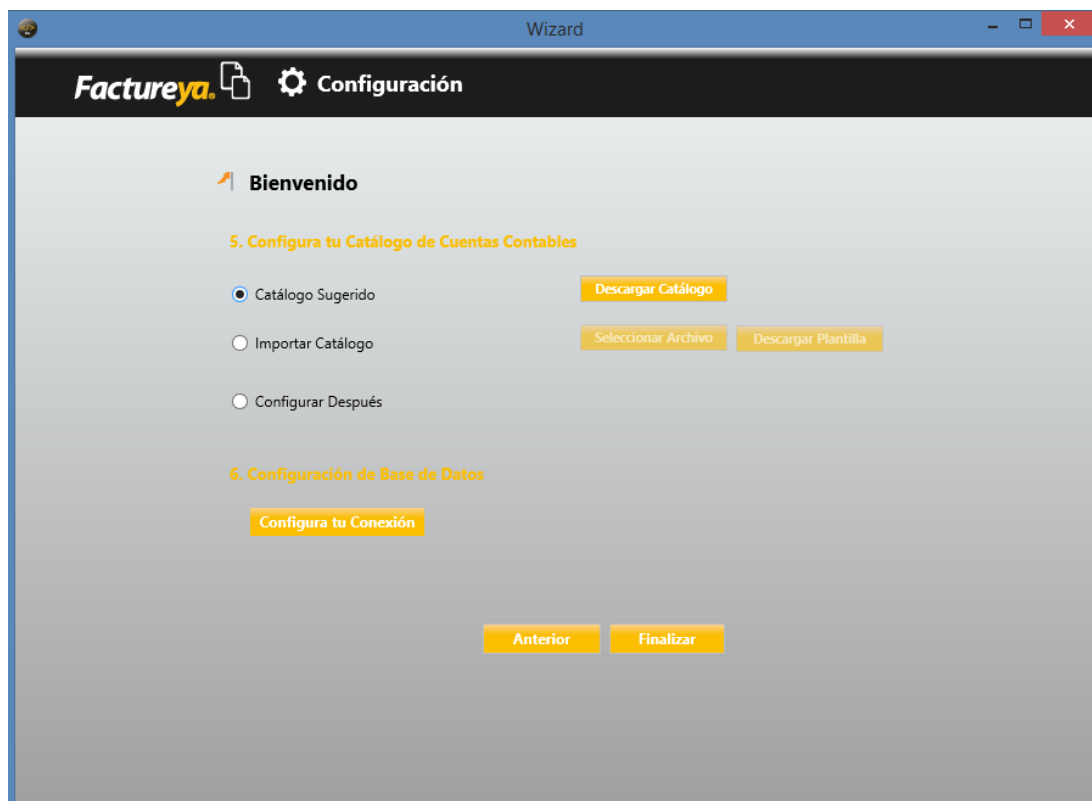 Wizard
Factureya. Configuración
Bienvenido
5. Configura tu Catálogo de Cuentas Contables
Catálogo Sugerido Descargar Catálogo
Importar Catálogo Seleccionar Archivo Descargar Plantilla
Configurar Después
6. Configuración de Base de Datos
Configura tu Conexión
Anterior Finalizar